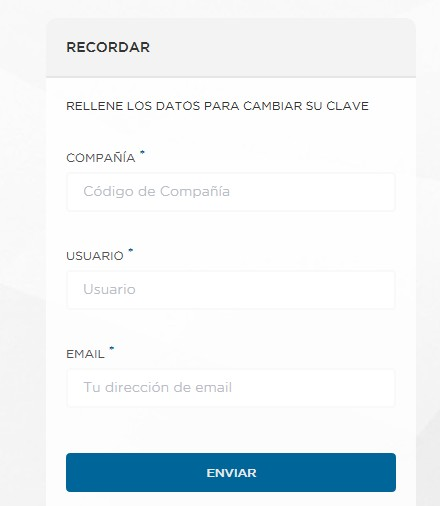 RECORDAR
RELLENE LOS DATOS PARA CAMBIAR SU CLAVE
COMPAÑÍA *
Código de Compañía
USUARIO *
Usuario
EMAIL *
Tu dirección de email
ENVIAR